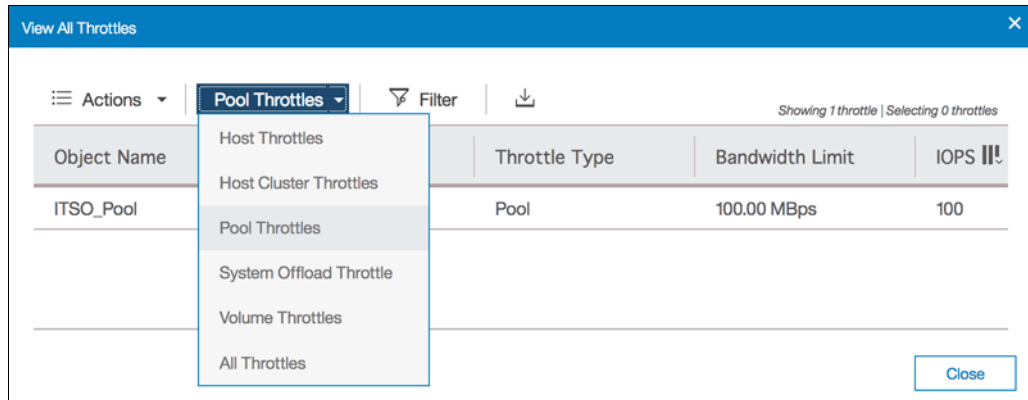 View All Throttles
Actions Pool Throttles Filter
Showing 1 throttle | Selecting 0 throttles
Object Name Throttle Type Bandwidth Limit IOPS
ITSO_Pool Pool 100.00 MBps 100
Host Throttles
Host Cluster Throttles
Pool Throttles
System Offload Throttle
Volume Throttles
All Throttles
Close